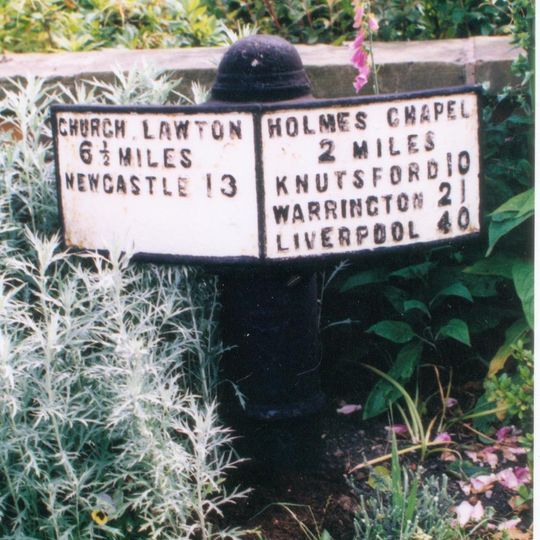 CHURCH. LAWTON
6½ MILES
NEWCASTLE 13
HOLMES CHAPEL
2 MILES
KNUTSFORD 10
WARRINGTON 21
LIVERPOOL 40